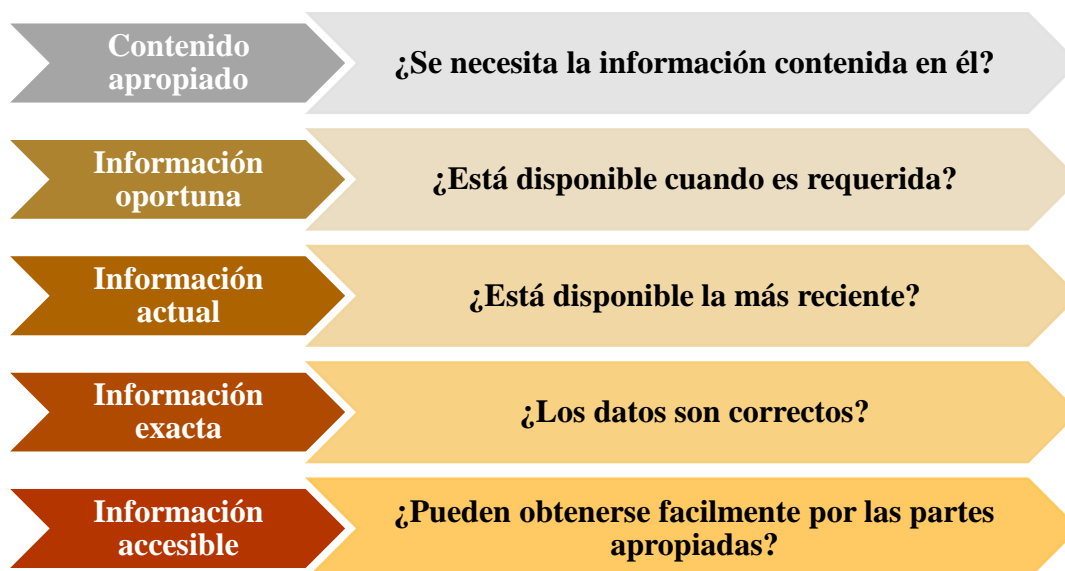 Contenido
apropiado
¿Se necesita la información contenida en él?
Información
oportuna
¿Está disponible cuando es requerida?
Información
actual
¿Está disponible la más reciente?
Información
exacta
¿Los datos son correctos?
Información
accesible
¿Pueden obtenerse facilmente por las partes
apropiadas?